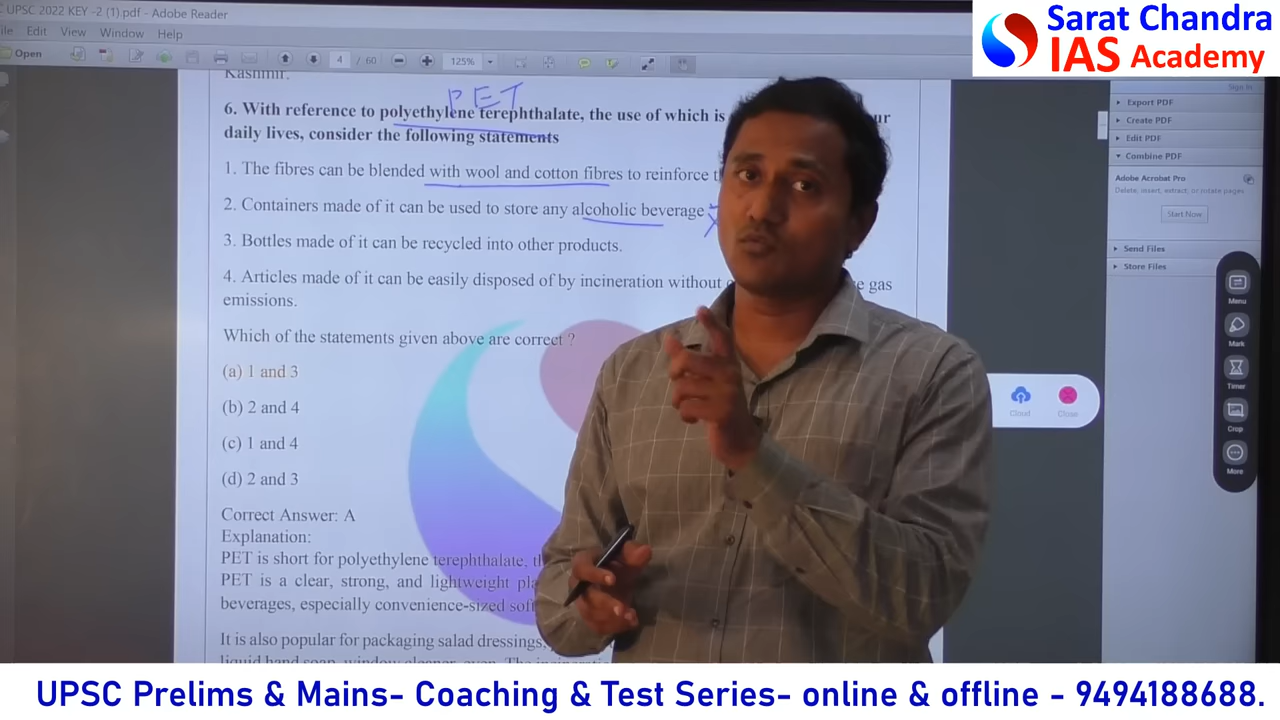 UPSC 2022 KEY -2 (1).pdf - Adobe Reader
Sarat Chandra
IAS Academy
Edit View Window Help
Open 4 / 60 125%
Sign In
Export PDF
Create PDF
Edit PDF
Combine PDF
Adobe Acrobat Pro
Delete, insert, extract, or rotate pages
Start Now
Send Files
Store Files
Kashmir.
PET
6. With reference to polyethylene terephthalate, the use of which is
daily lives, consider the following statements
1. The fibres can be blended with wool and cotton fibres to reinforce
2. Containers made of it can be used to store any alcoholic beverage
3. Bottles made of it can be recycled into other products.
4. Articles made of it can be easily disposed of by incineration without gas
emissions.
Which of the statements given above are correct ?
(a) 1 and 3
(b) 2 and 4
(c) 1 and 4
(d) 2 and 3
Correct Answer: A
Explanation:
PET is short for polyethylene terephthalate,
PET is a clear, strong, and lightweight
beverages, especially convenience-sized
It is also popular for packaging salad dressings,
Menu
Mark
Timer
Crop
More
Cloud
Close
UPSC Prelims & Mains- Coaching & Test Series- online & offline - 9494188688.